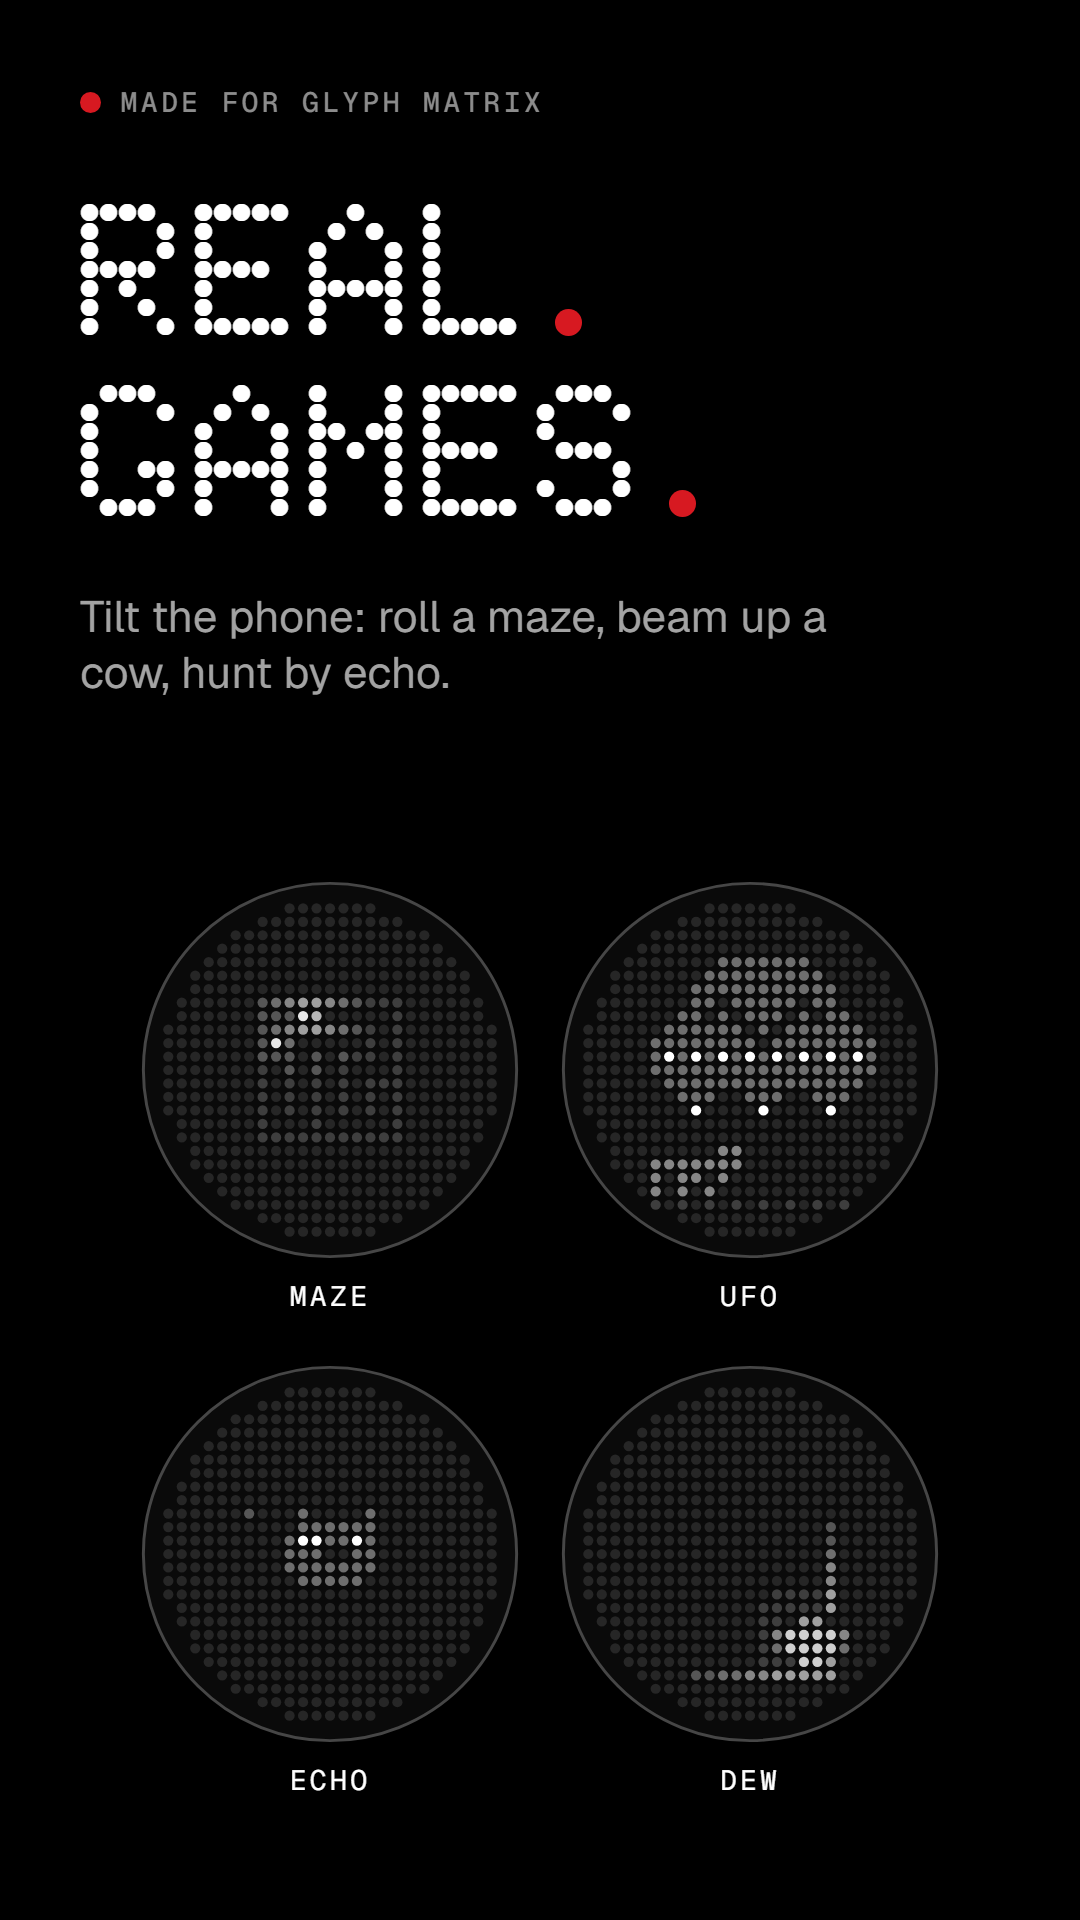 MADE FOR GLYPH MATRIX
REAL.
GAMES.
Tilt the phone: roll a maze, beam up a
cow, hunt by echo.
MAZE
UFO
ECHO
DEW